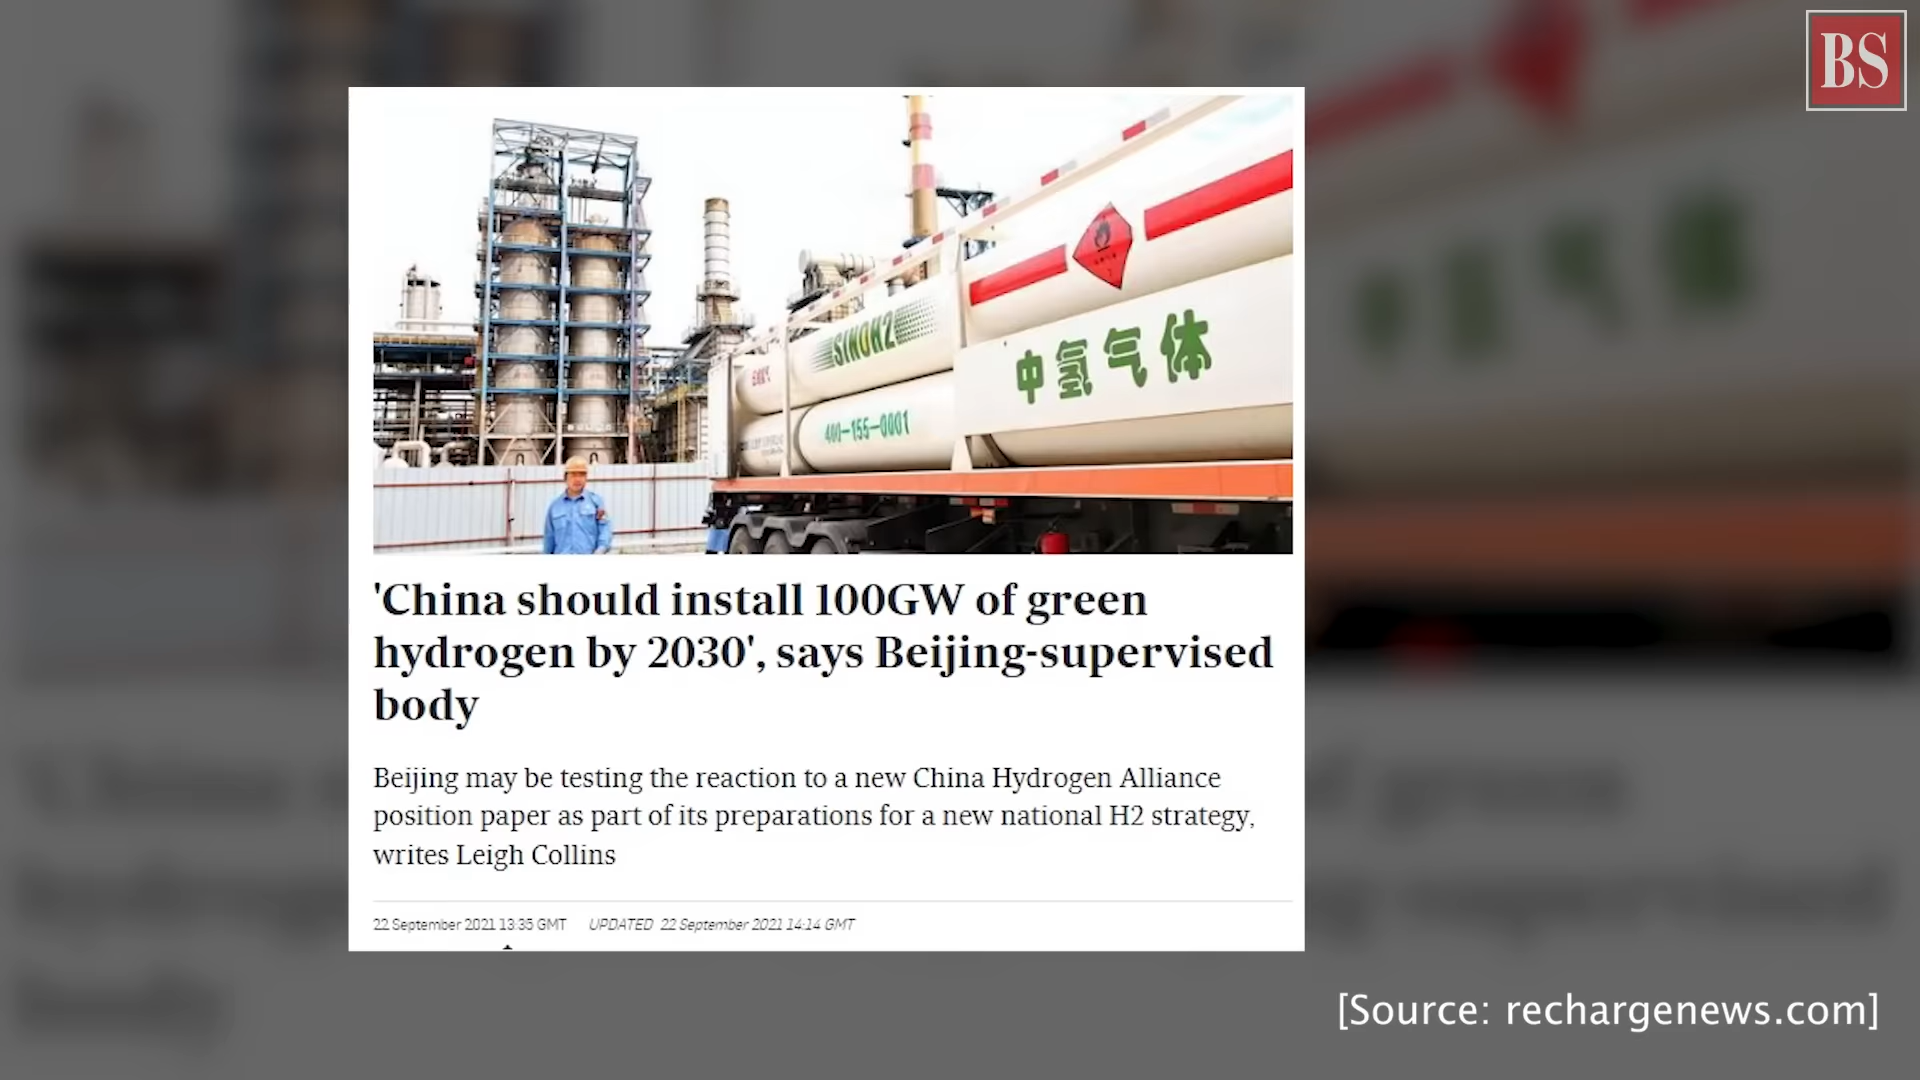 BS
SINOH2
400-155-0001
中氢气体
'China should install 100GW of green
hydrogen by 2030', says Beijing-supervised
body
Beijing may be testing the reaction to a new China Hydrogen Alliance
position paper as part of its preparations for a new national H2 strategy,
writes Leigh Collins
22 September 2021 13:35 GMT UPDATED 22 September 2021 14:14 GMT
[Source: rechargenews.com]